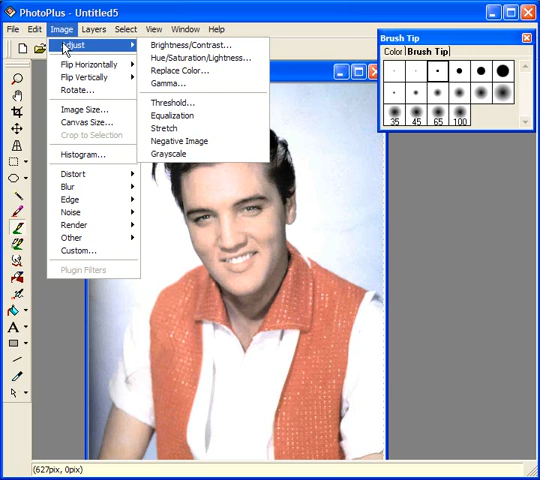 PhotoPlus - Untitled5
File Edit Image Layers Select View Window Help
Adjust
Flip Horizontally
Flip Vertically
Rotate...
Image Size...
Canvas Size...
Crop to Selection
Histogram...
Distort
Blur
Edge
Noise
Render
Other
Custom...
Plugin Filters
Brightness/Contrast...
Hue/Saturation/Lightness...
Replace Color...
Gamma...
Threshold...
Equalization
Stretch
Negative Image
Grayscale
Brush Tip
Color Brush Tip
35 45 65 100
(627pix, 0pix)